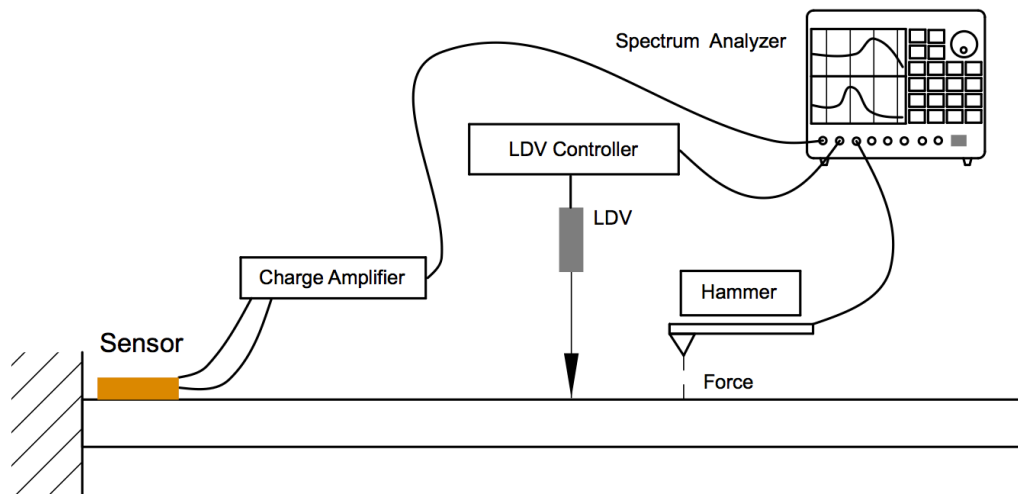 Spectrum Analyzer
LDV Controller
LDV
Charge Amplifier
Hammer
Sensor
Force